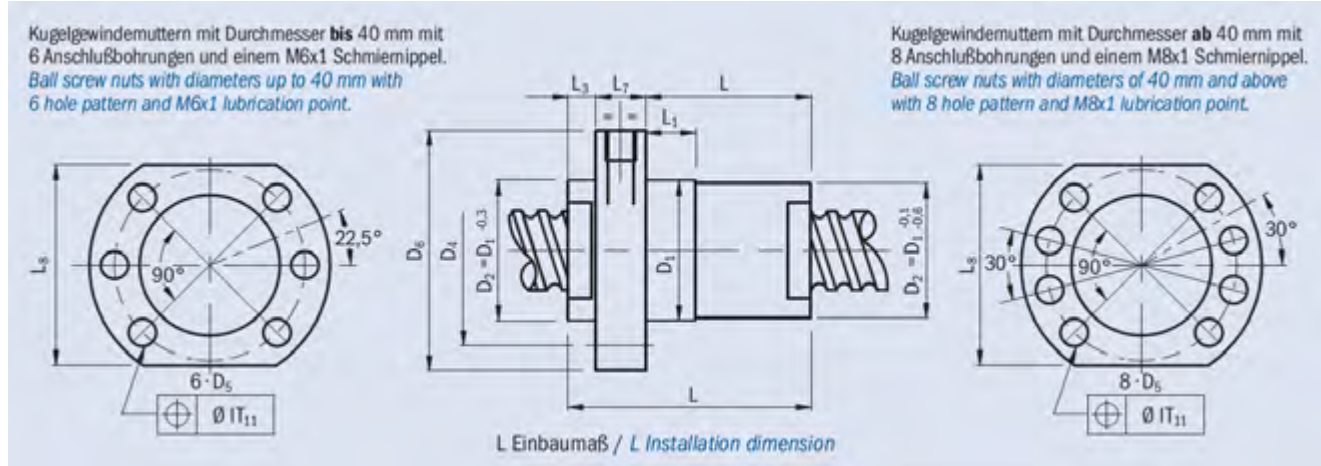 Kugelgewindemuttern mit Durchmesser bis 40 mm mit
6 Anschlußbohrungen und einem M6x1 Schmiernippel.
Ball screw nuts with diameters up to 40 mm with
6 hole pattern and M6x1 lubrication point.
Kugelgewindemuttern mit Durchmesser ab 40 mm mit
8 Anschlußbohrungen und einem M8x1 Schmiernippel.
Ball screw nuts with diameters of 40 mm and above
with 8 hole pattern and M8x1 lubrication point.
L₈
90°
22,5°
6 · D₅
Ø IT₁₁
L₃
L₇
L
= =
L₁
D₆
D₄
D₂ = D₁ -0,3
D₁
D₂ = D₁ -0,1 -0,6
L
L Einbaumaß / L Installation dimension
L₈
30°
90°
30°
8 · D₅
Ø IT₁₁